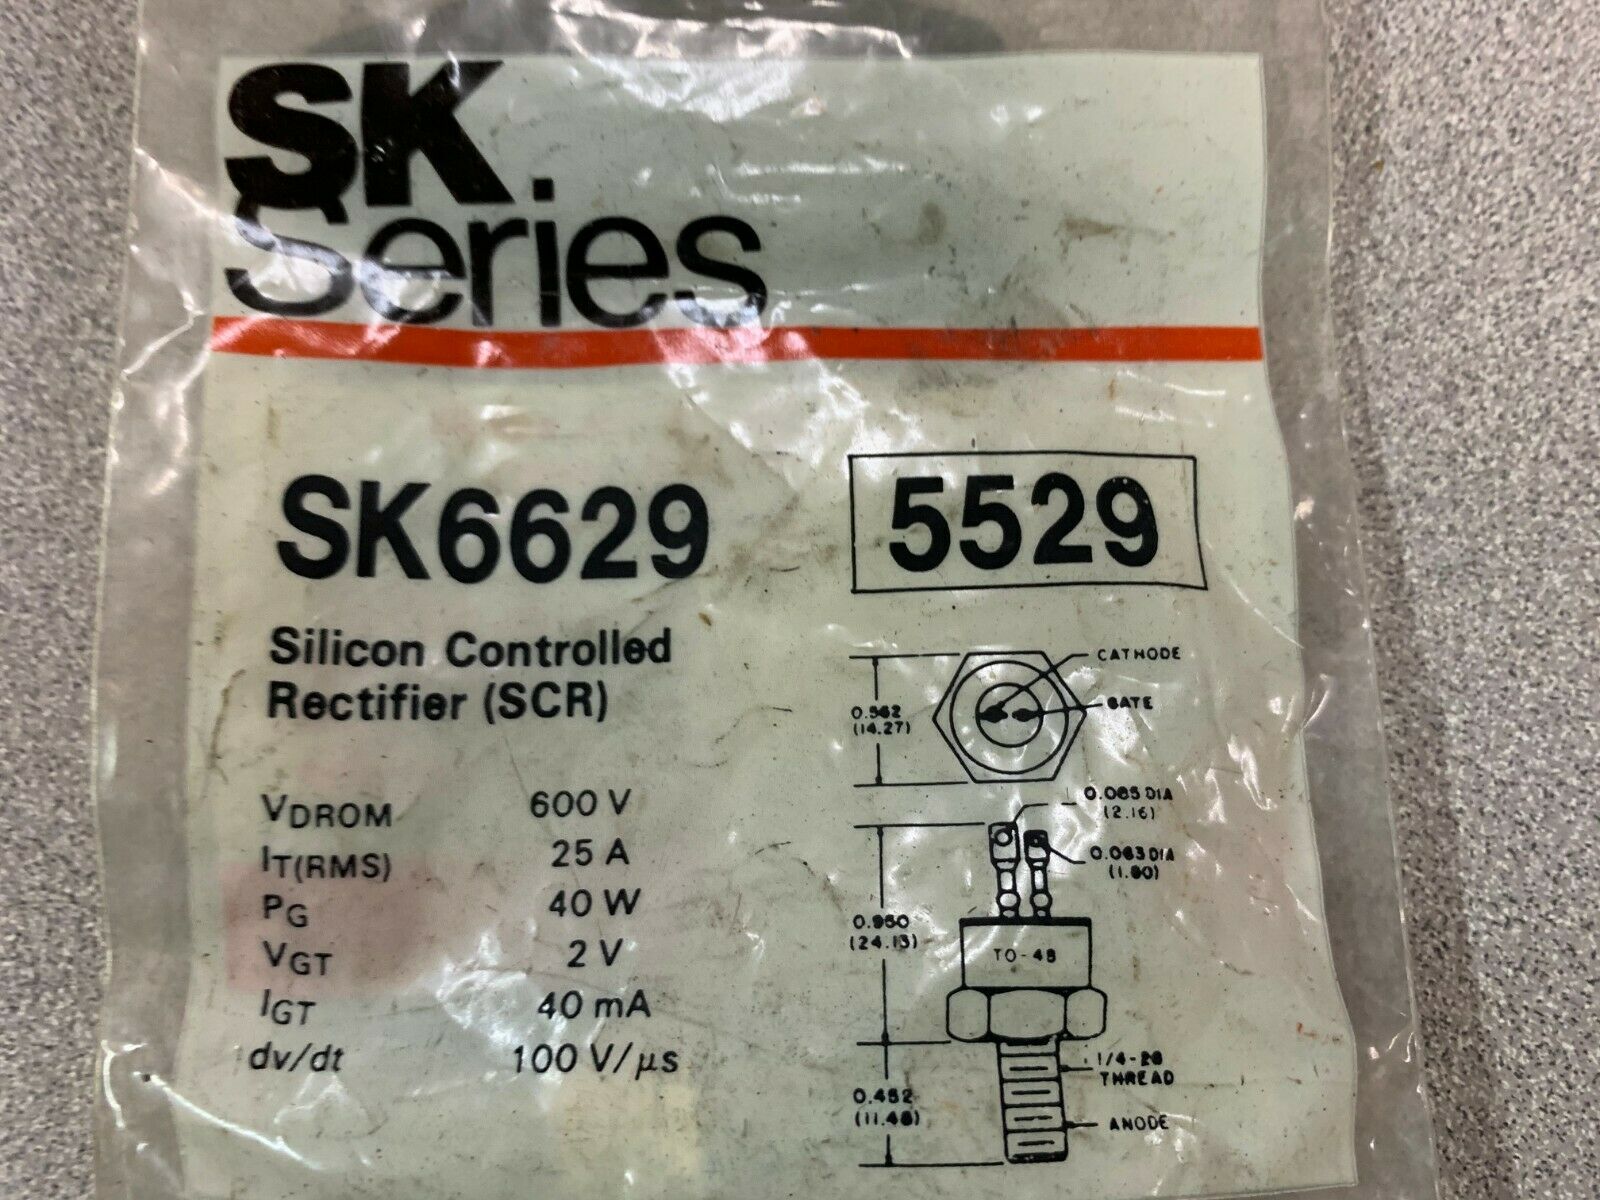 SK
Series
SK6629
5529
Silicon Controlled
Rectifier (SCR)
VDROM 600 V
IT(RMS) 25 A
PG 40 W
VGT 2 V
IGT 40 mA
dv/dt 100 V/µs
CATHODE
GATE
0.562
(14.27)
0.085 DIA
(2.16)
0.063 DIA
(1.60)
0.950
(24.13)
TO-48
1/4-28
THREAD
0.452
(11.48)
ANODE